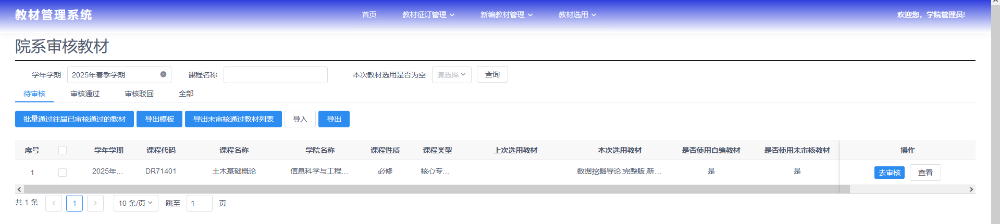 教材管理系统 首页 教材征订管理 新编教材管理 教材选用 欢迎您，学院管理员!
院系审核教材
学年学期 2025年春季学期 课程名称 本次教材选用是否为空 请选择 查询
待审核 审核通过 审核驳回 全部
批量通过往届已审核通过的教材 导出模板 导出未审核通过教材列表 导入 导出
序号 学年学期 课程代码 课程名称 学院名称 课程性质 课程类型 上次选用教材 本次选用教材 是否使用自编教材 是否使用未审核教材 操作
1 2025年... DR71401 土木基础概论 信息科学与工程... 必修 核心专... 数据挖掘导论:完整版,新... 是 是 去审核 查看
共 1 条 1 10 条/页 跳至 1 页